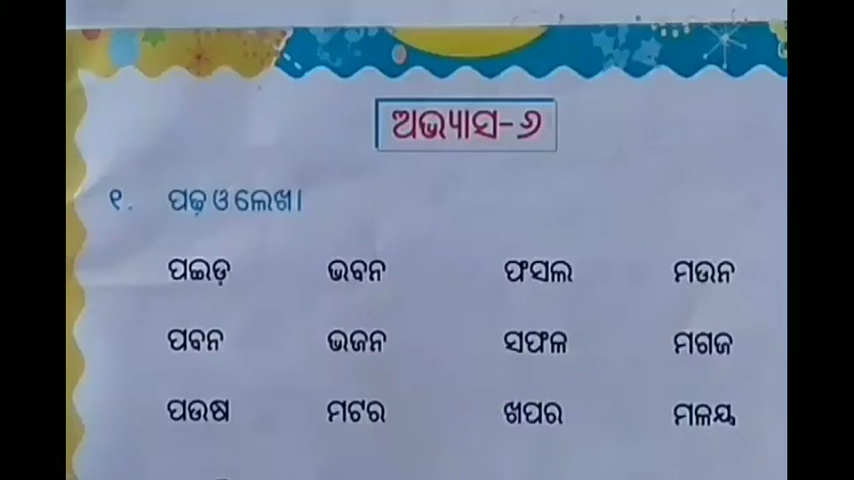 ଅଭ୍ୟାସ-୬
୧. ପଢ଼ ଓ ଲେଖ।
ପଇଡ଼ ଭବନ ଫସଲ ମଉନ
ପବନ ଭଜନ ସଫଳ ମଗଜ
ପଉଷ ମଟର ଖପର ମଳୟ